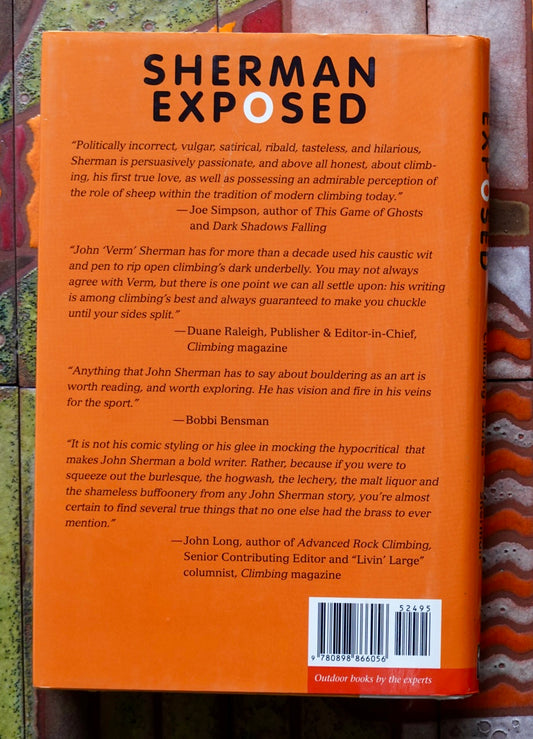 SHERMAN
EXPOSED
“Politically incorrect, vulgar, satirical, ribald, tasteless, and hilarious,
Sherman is persuasively passionate, and above all honest, about climb-
ing, his first true love, as well as possessing an admirable perception of
the role of sheep within the tradition of modern climbing today.”
—Joe Simpson, author of This Game of Ghosts
and Dark Shadows Falling
“John ‘Verm’ Sherman has for more than a decade used his caustic wit
and pen to rip open climbing’s dark underbelly. You may not always
agree with Verm, but there is one point we can all settle upon: his writing
is among climbing’s best and always guaranteed to make you chuckle
until your sides split.”
—Duane Raleigh, Publisher & Editor-in-Chief,
Climbing magazine
“Anything that John Sherman has to say about bouldering as an art is
worth reading, and worth exploring. He has vision and fire in his veins
for the sport.”
—Bobbi Bensman
“It is not his comic styling or his glee in mocking the hypocritical that
makes John Sherman a bold writer. Rather, because if you were to
squeeze out the burlesque, the hogwash, the lechery, the malt liquor and
the shameless buffoonery from any John Sherman story, you’re almost
certain to find several true things that no one else had the brass to ever
mention.”
—John Long, author of Advanced Rock Climbing,
Senior Contributing Editor and “Livin’ Large”
columnist, Climbing magazine
52495
9 780898 866056
Outdoor books by the experts
EXPOSED